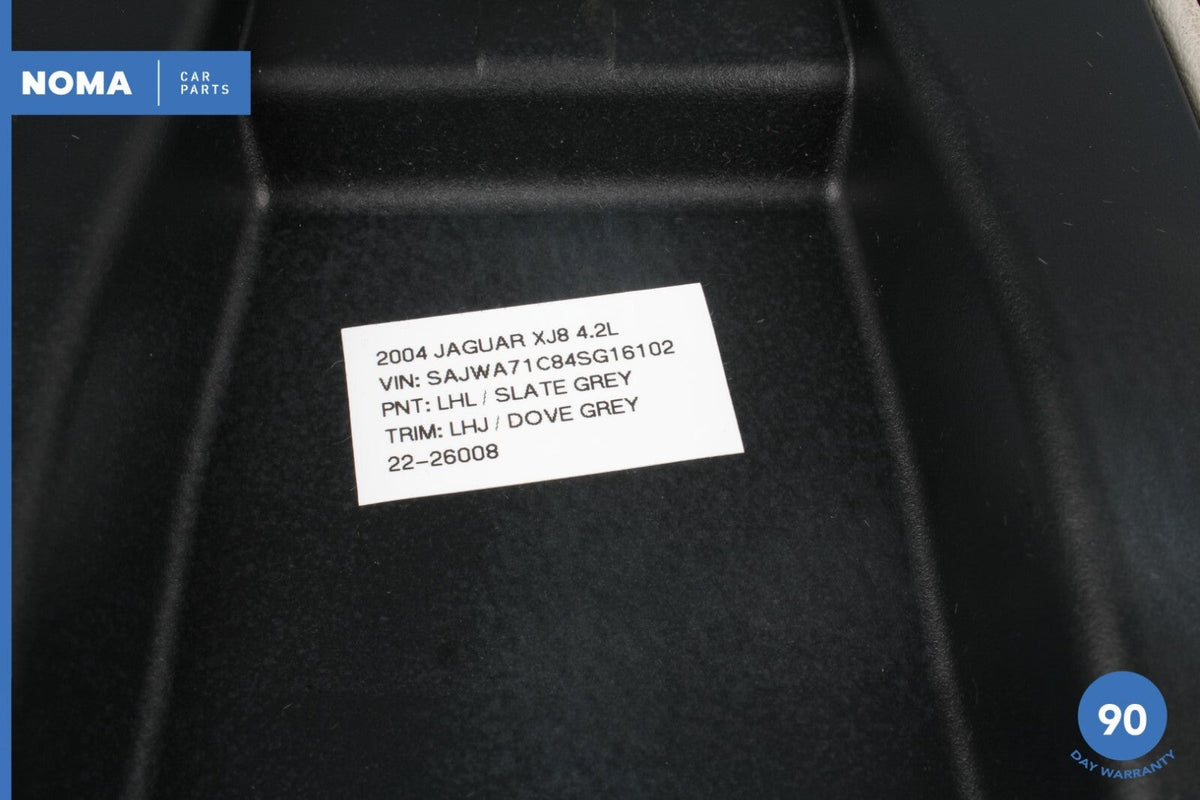 NOMA
CAR
PARTS
2004 JAGUAR XJ8 4.2L
VIN: SAJWA71C84SG16102
PNT: LHL / SLATE GREY
TRIM: LHJ / DOVE GREY
22-26008
90
DAY WARRANTY